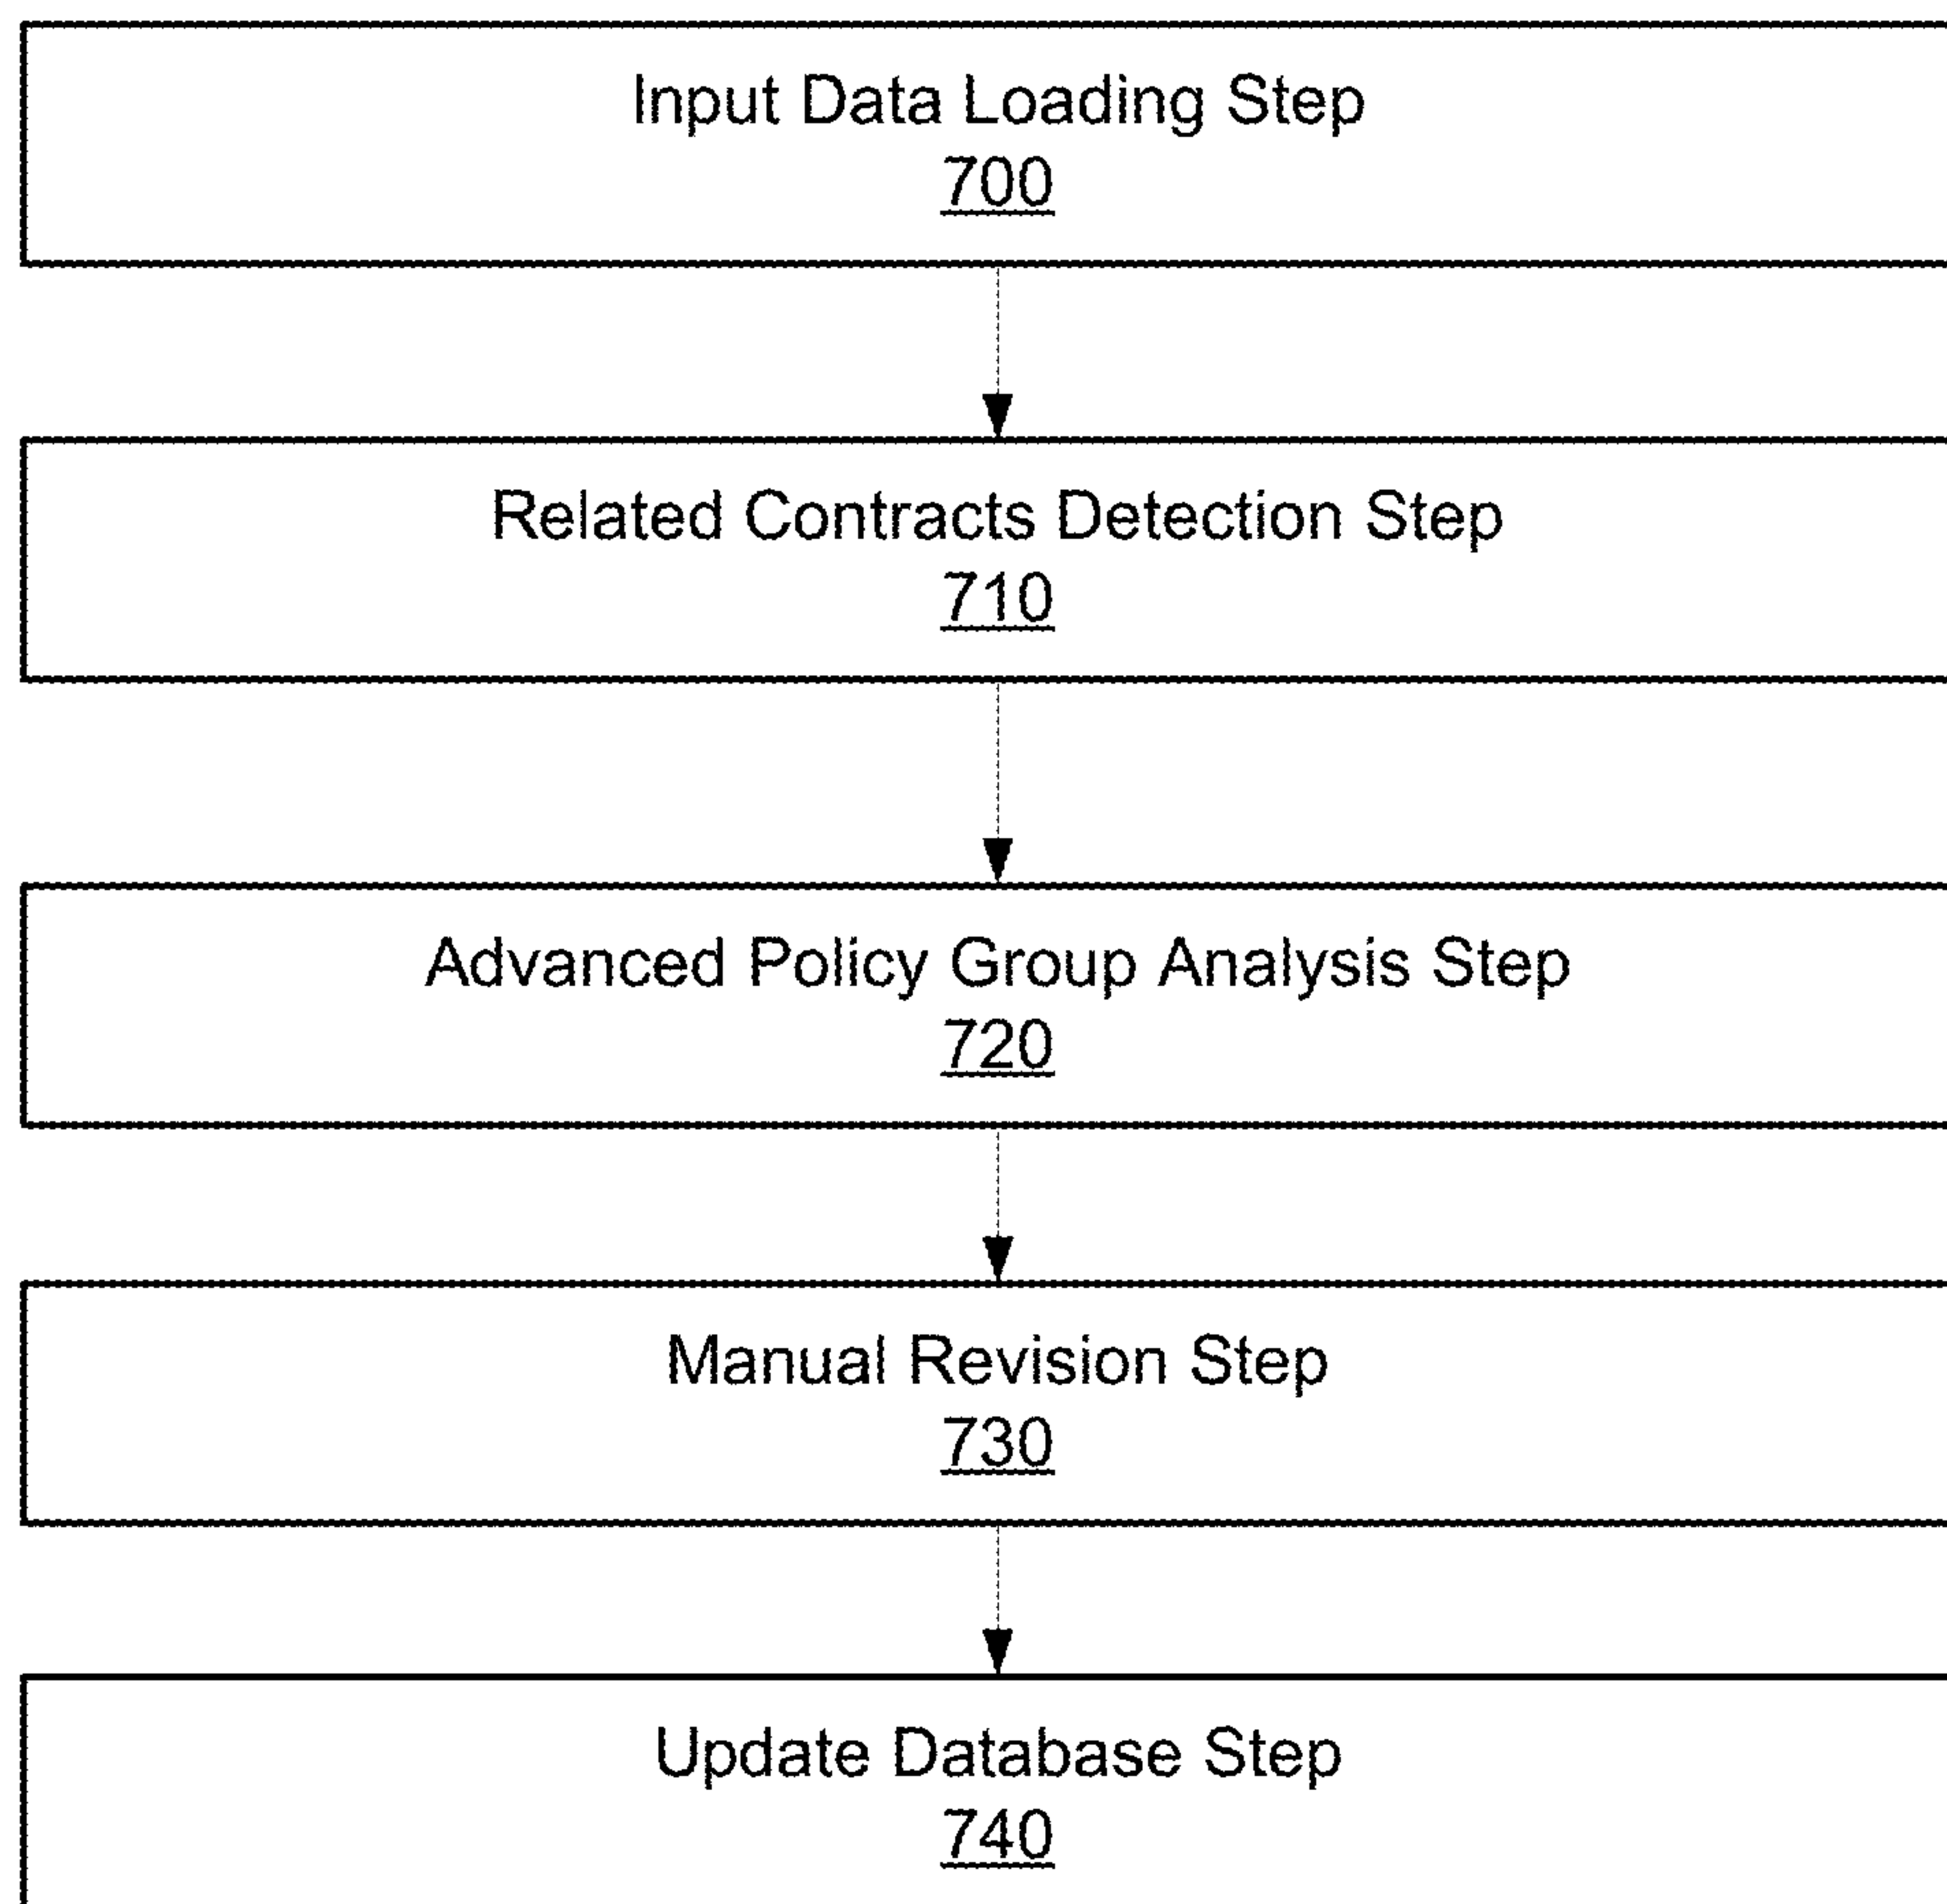 Input Data Loading Step
700
Related Contracts Detection Step
710
Advanced Policy Group Analysis Step
720
Manual Revision Step
730
Update Database Step
740